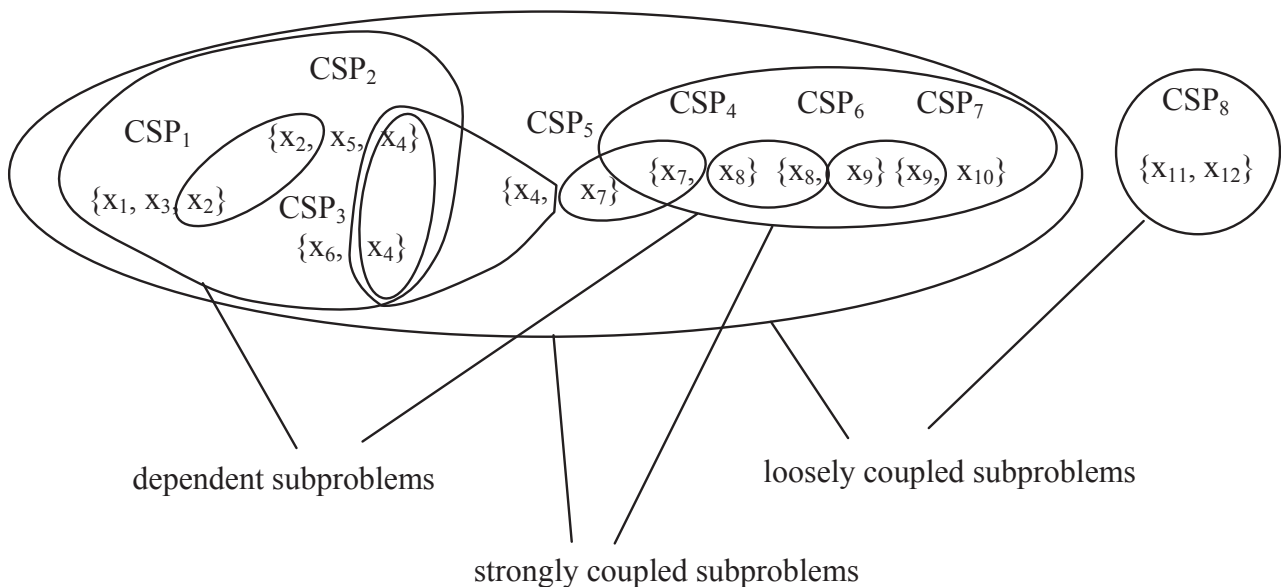 CSP₂
CSP₄ CSP₆ CSP₇
CSP₈
CSP₁
CSP₅
{x₂, x₅, x₄}
{x₇, x₈} {x₈, x₉} {x₉, x₁₀}
{x₁₁, x₁₂}
{x₁, x₃, x₂}
CSP₃
{x₄, x₇}
{x₆, x₄}
dependent subproblems
loosely coupled subproblems
strongly coupled subproblems